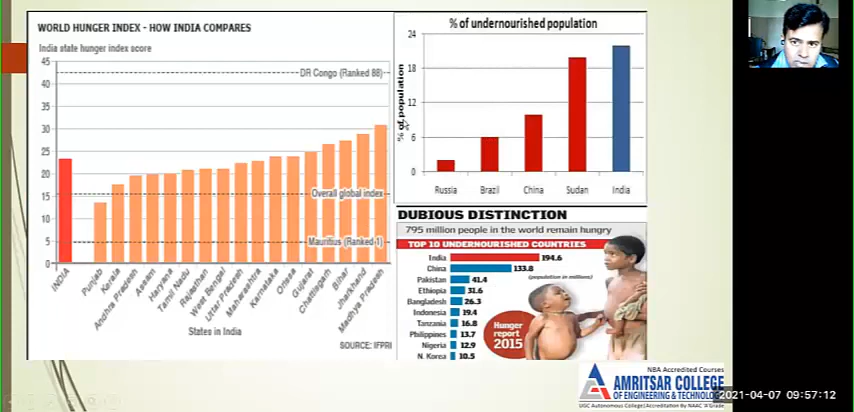 WORLD HUNGER INDEX - HOW INDIA COMPARES
India state hunger index score
45
40
35
30
25
20
15
10
5
0
DR Congo (Ranked 88)
Overall global index
Mauritius (Ranked 1)
INDIA
Punjab
Kerala
Andhra Pradesh
Assam
Haryana
Tamil Nadu
Rajasthan
West Bengal
Uttar Pradesh
Maharashtra
Karnataka
Orissa
Gujarat
Chattisgarh
Bihar
Jharkhand
Madhya Pradesh
States in India
SOURCE: IFPRI
% of undernourished population
% of population
24
18
12
6
0
Russia
Brazil
China
Sudan
India
DUBIOUS DISTINCTION
795 million people in the world remain hungry
TOP 10 UNDERNOURISHED COUNTRIES
India 194.6
China 133.8
(population in millions)
Pakistan 41.4
Ethiopia 31.6
Bangladesh 26.3
Indonesia 19.4
Tanzania 16.8
Philippines 13.7
Nigeria 12.9
N. Korea 10.5
Hunger
report
2015
NBA Accredited Courses
AMRITSAR COLLEGE
OF ENGINEERING & TECHNOLOGY
UGC Autonomous College|Accreditation by NAAC 'A' Grade
2021-04-07 09:57:12